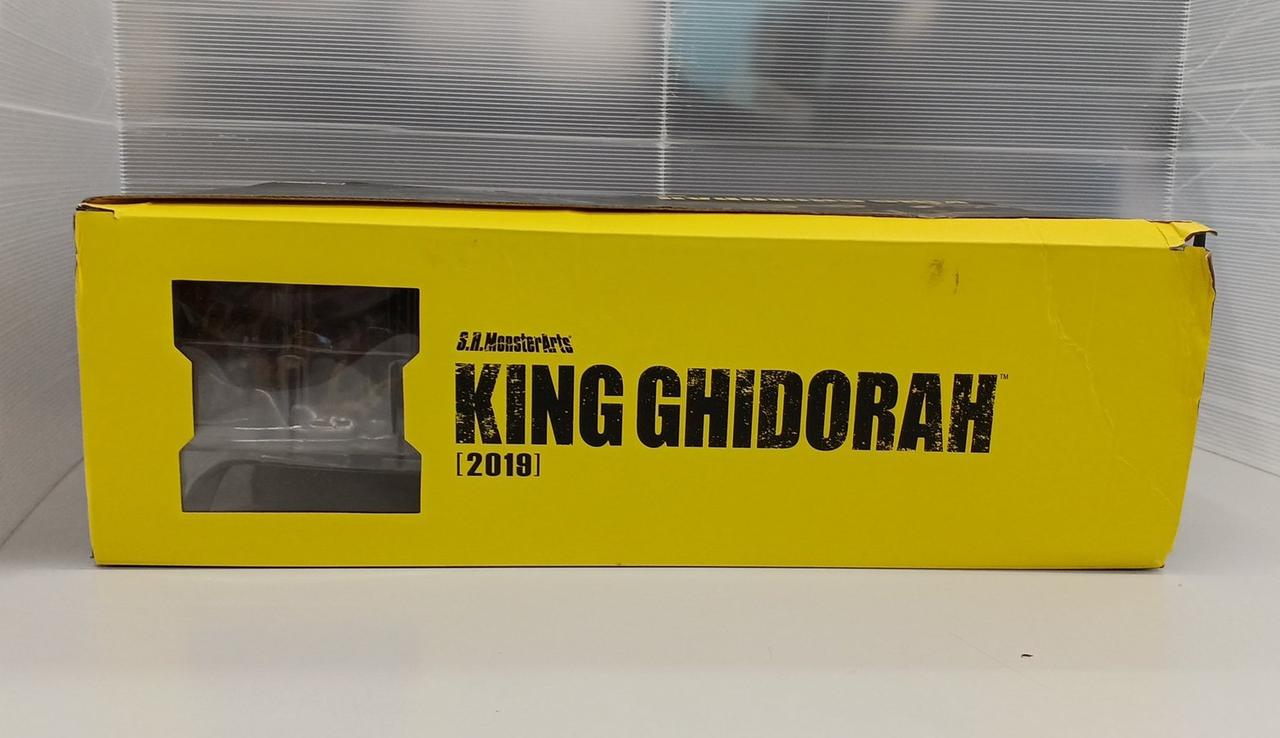 S.H.MonsterArts
KING GHIDORAH™
[2019]